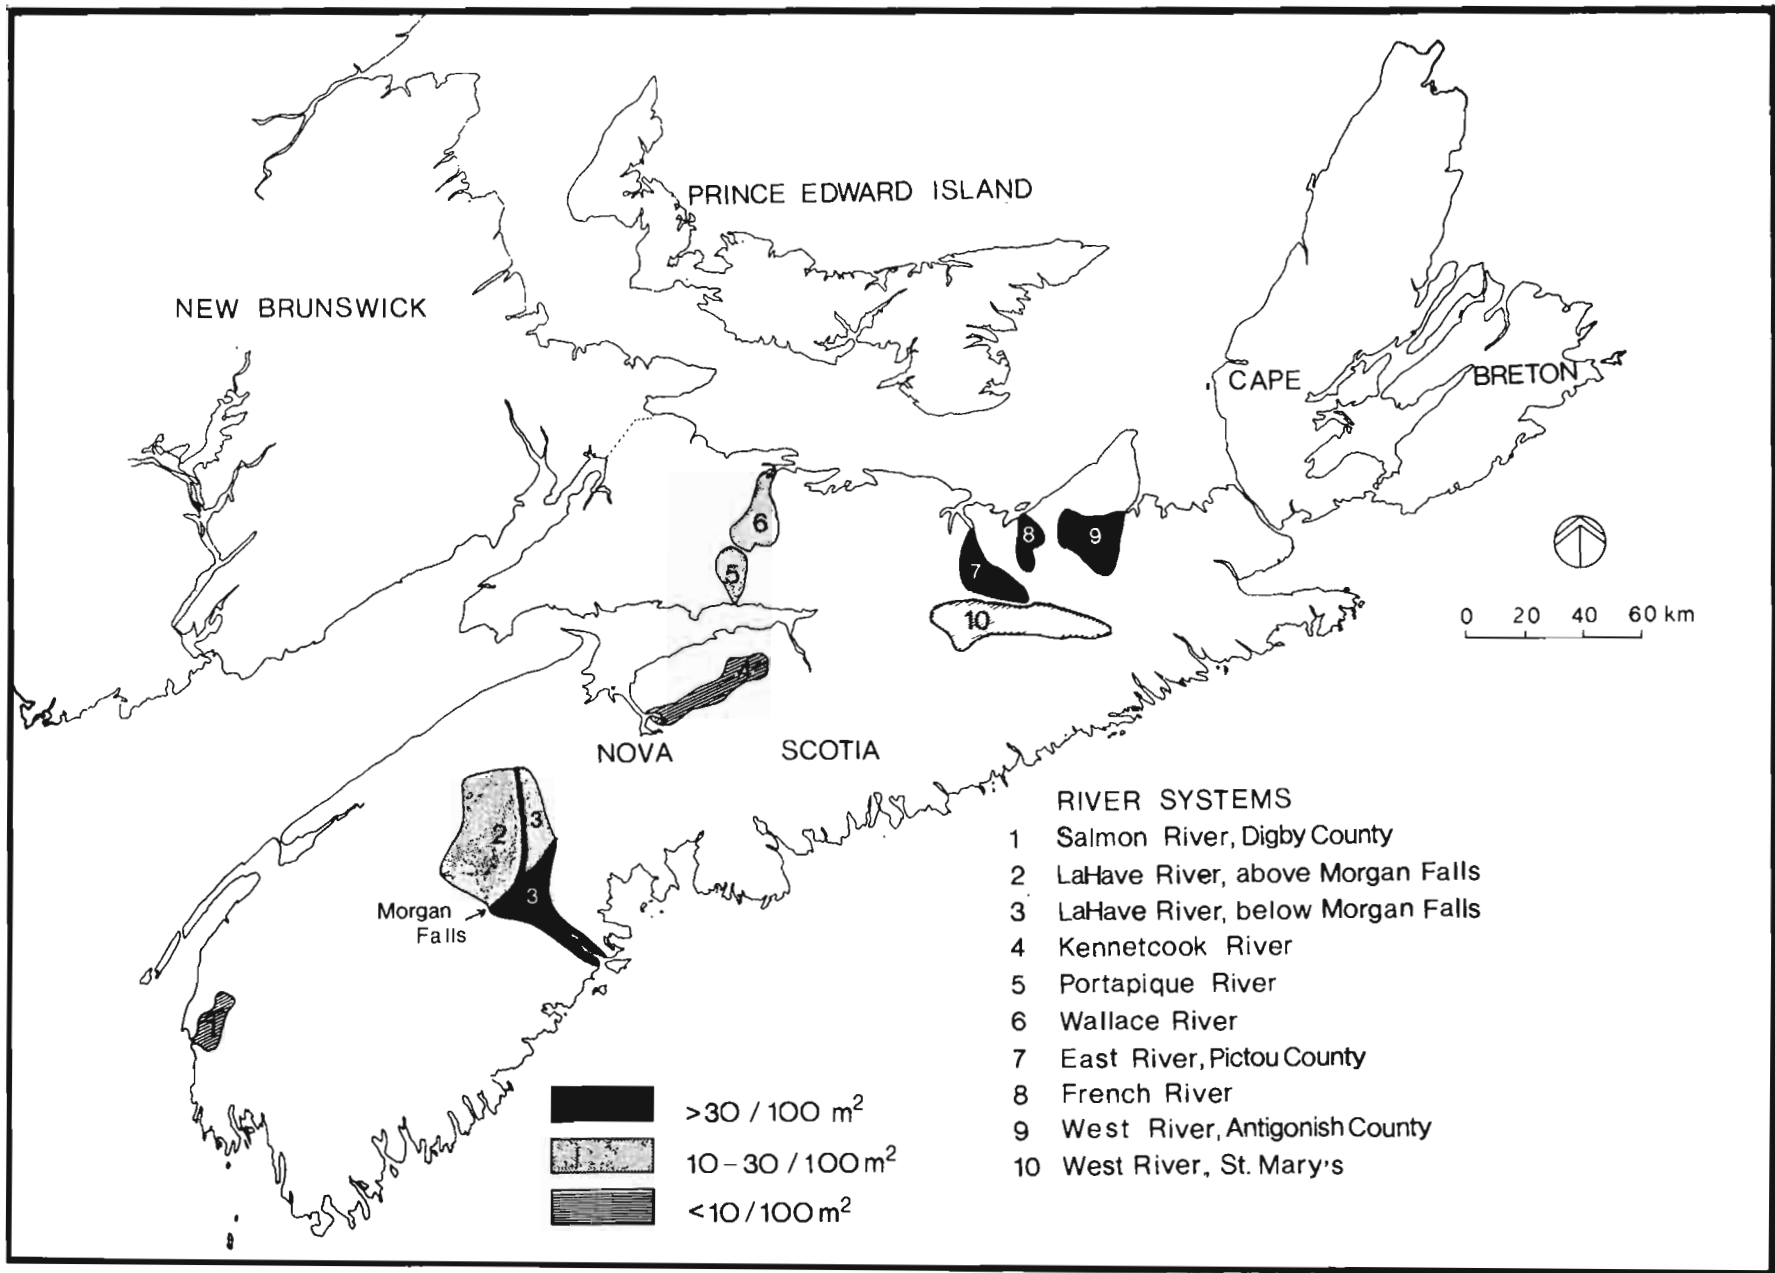 PRINCE EDWARD ISLAND
NEW BRUNSWICK
CAPE BRETON
6
8
9
5
7
10
0 20 40 60 km
4
NOVA SCOTIA
2
3
3
Morgan
Falls
1
RIVER SYSTEMS
1 Salmon River, Digby County
2 LaHave River, above Morgan Falls
3 LaHave River, below Morgan Falls
4 Kennetcook River
5 Portapique River
6 Wallace River
7 East River, Pictou County
8 French River
9 West River, Antigonish County
10 West River, St. Mary's
>30 / 100 m²
10-30 / 100 m²
<10 / 100 m²